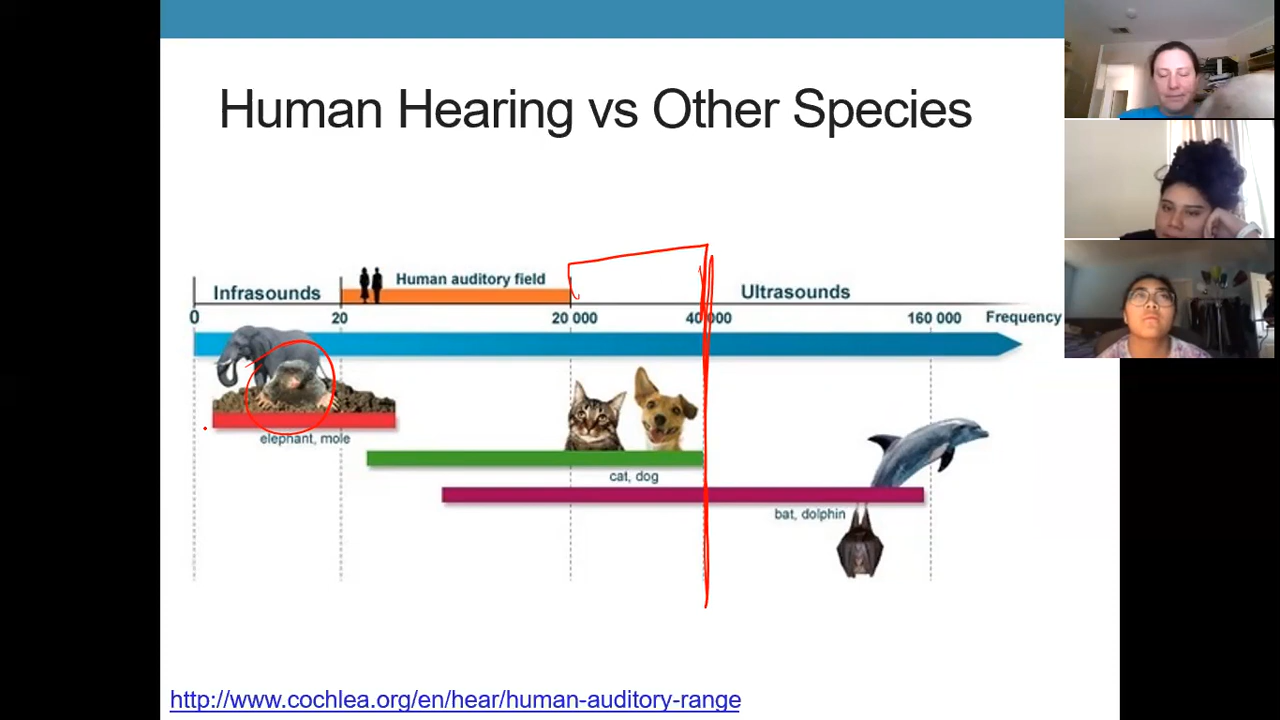 Human Hearing vs Other Species
Infrasounds
Human auditory field
Ultrasounds
0 20 20 000 40 000 160 000 Frequency
elephant, mole
cat, dog
bat, dolphin
http://www.cochlea.org/en/hear/human-auditory-range